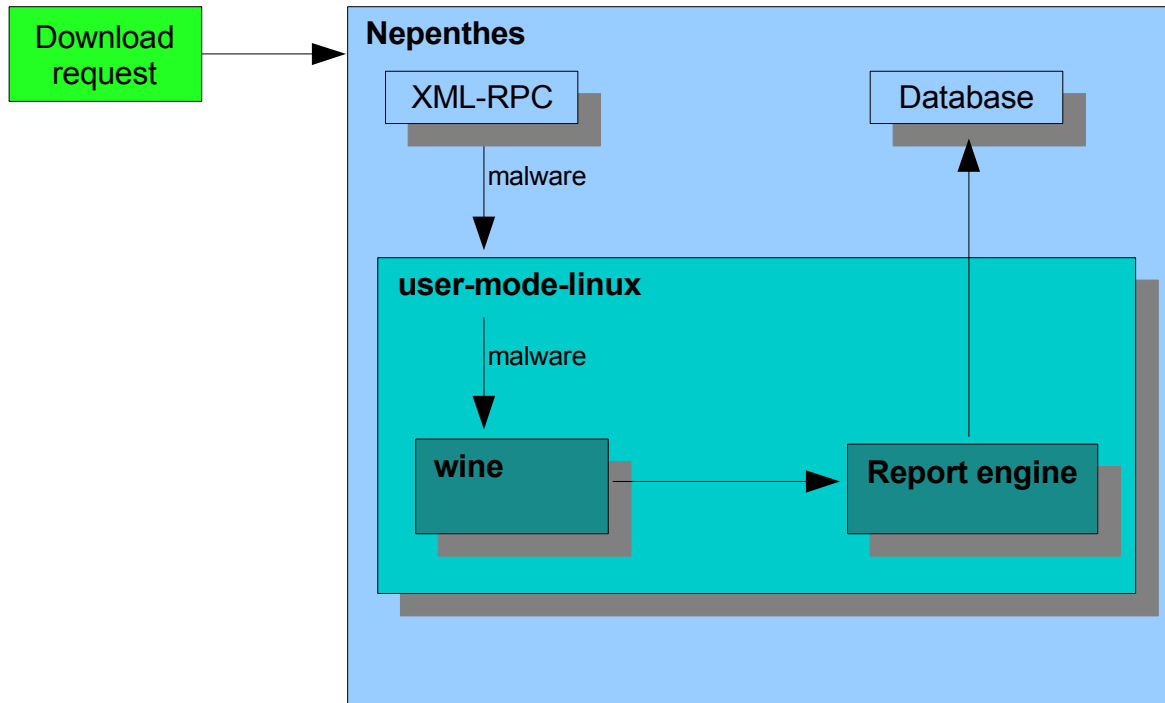 Download
request
Nepenthes
XML-RPC
Database
malware
user-mode-linux
malware
wine
Report engine